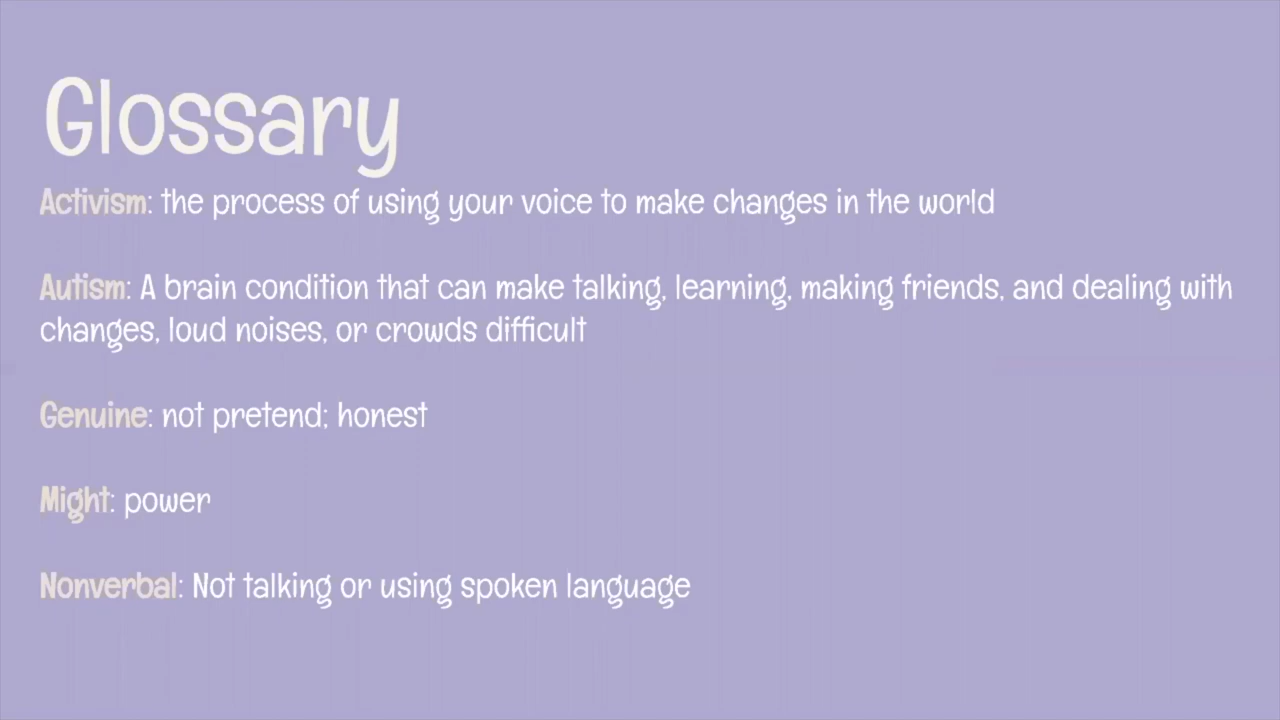 Glossary
Activism: the process of using your voice to make changes in the world
Autism: A brain condition that can make talking, learning, making friends, and dealing with
changes, loud noises, or crowds difficult
Genuine: not pretend; honest
Might: power
Nonverbal: Not talking or using spoken language